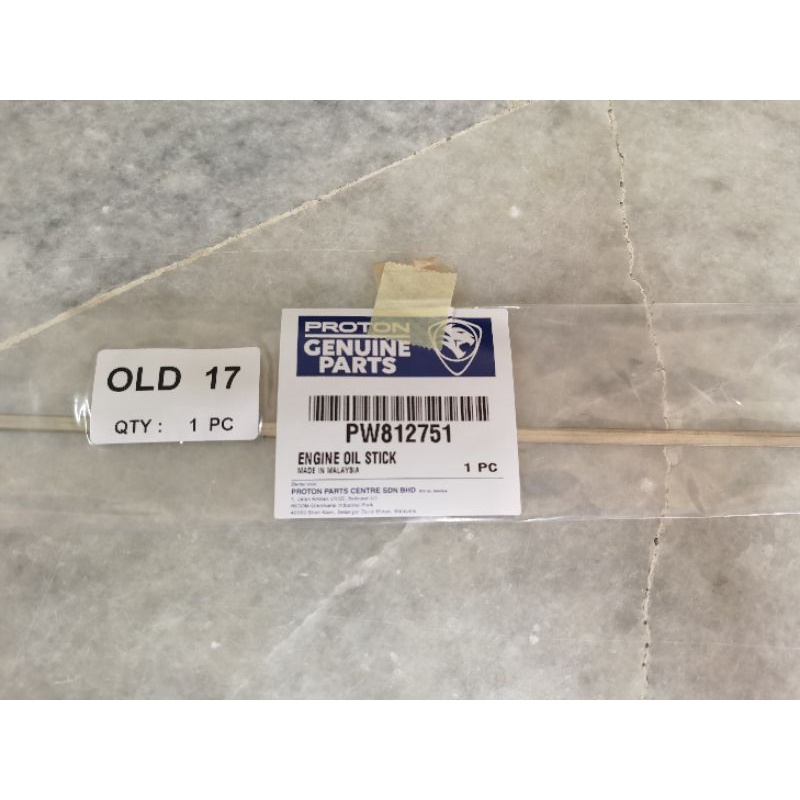 OLD 17
QTY : 1 PC
PROTON
GENUINE
PARTS
PW812751
ENGINE OIL STICK
MADE IN MALAYSIA
1 PC
PROTON PARTS CENTRE SDN BHD